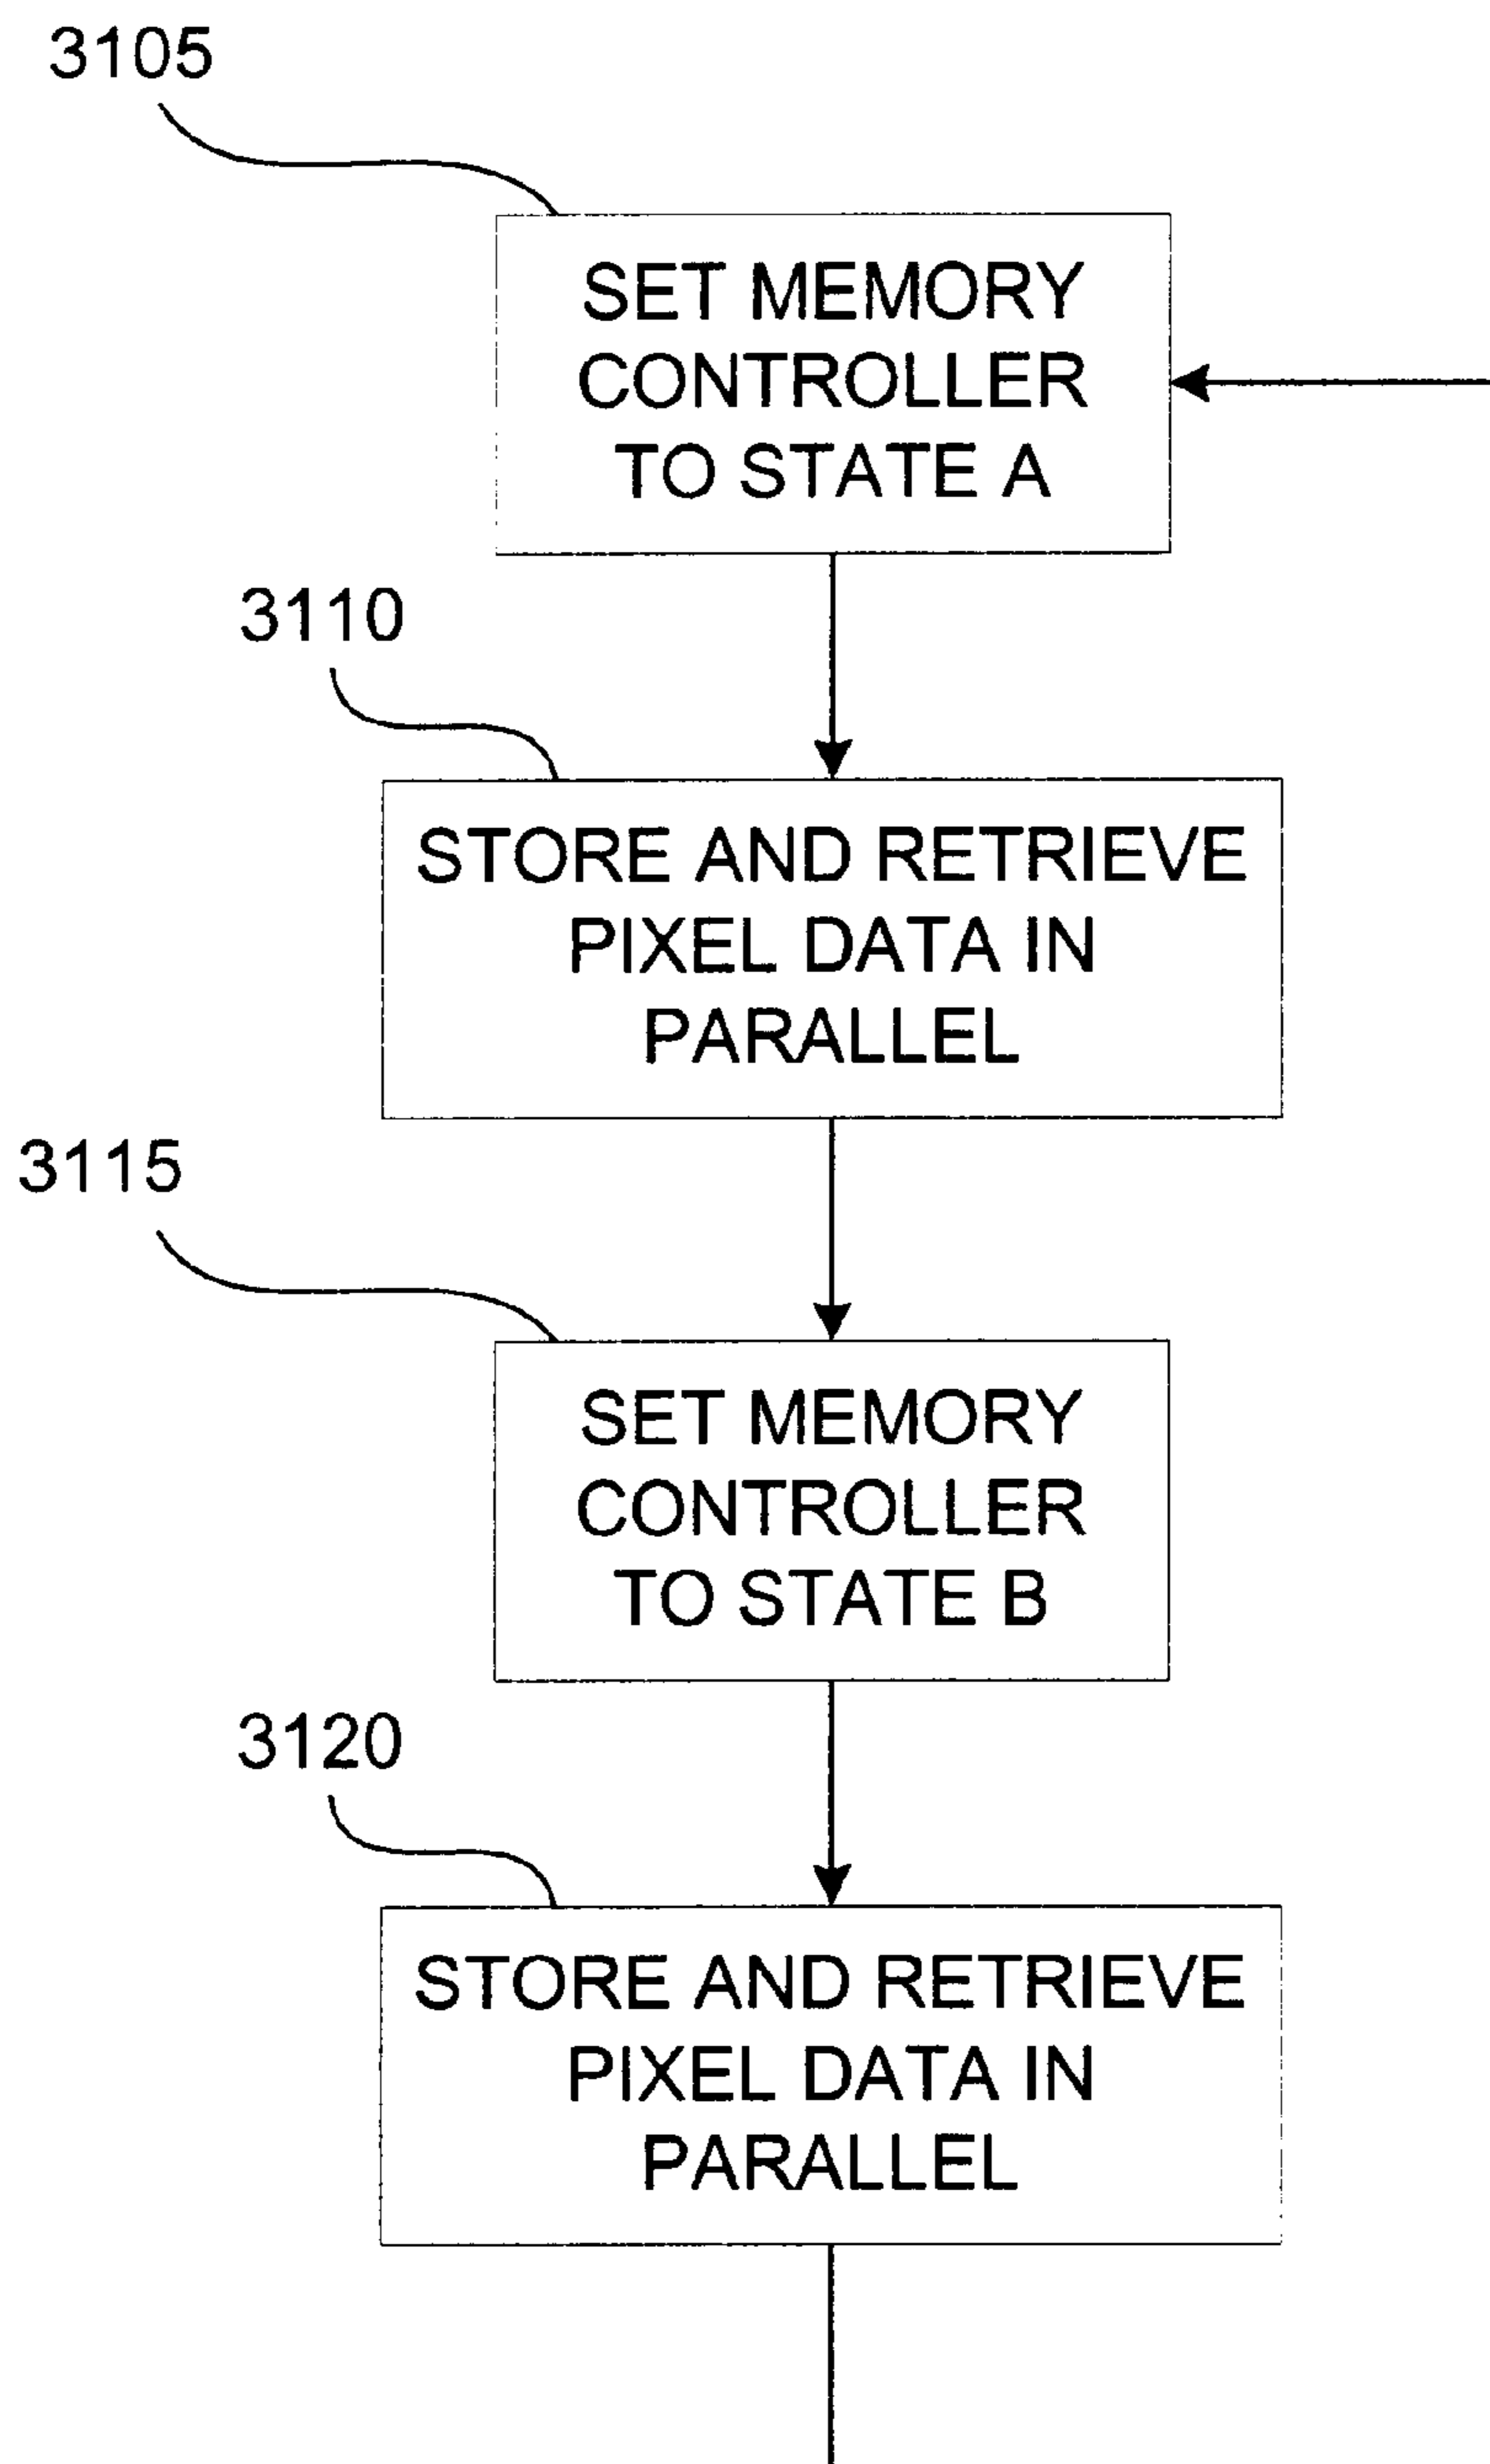 3105
SET MEMORY
CONTROLLER
TO STATE A
3110
STORE AND RETRIEVE
PIXEL DATA IN
PARALLEL
3115
SET MEMORY
CONTROLLER
TO STATE B
3120
STORE AND RETRIEVE
PIXEL DATA IN
PARALLEL